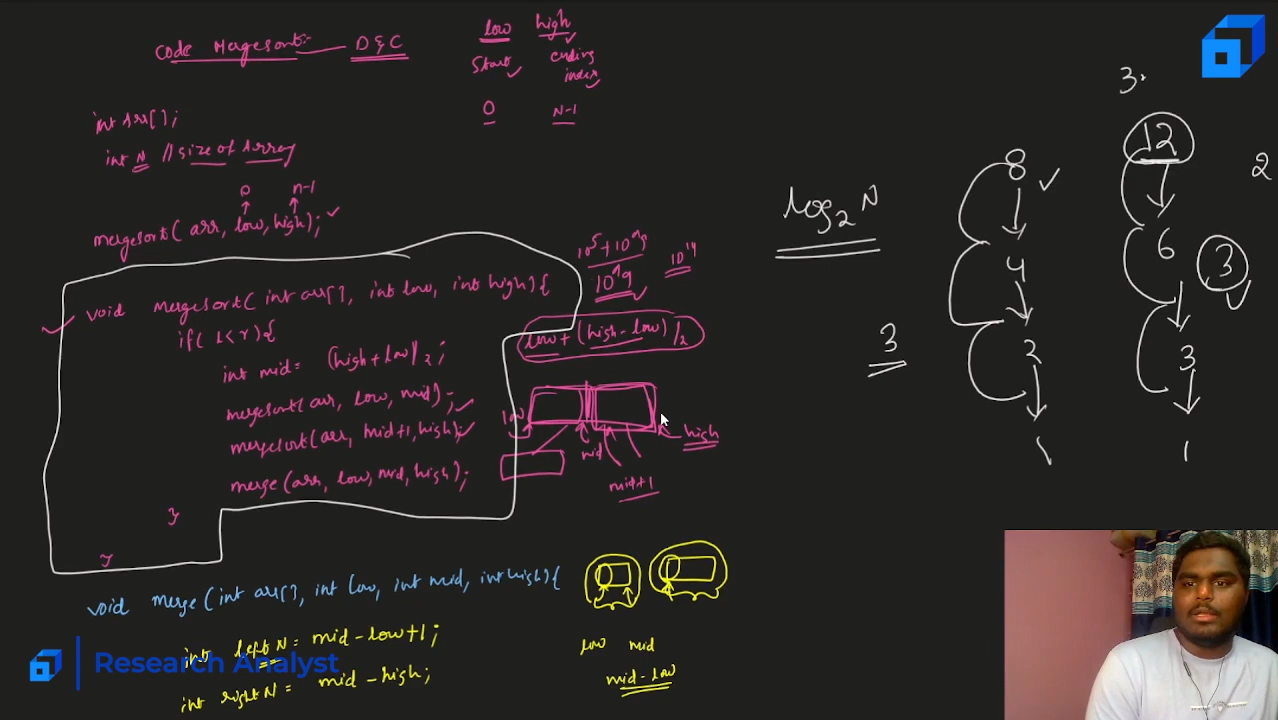 Code Mergesort:- D&C
low high
Start ending
index
0 N-1
int arr[];
int N //size of Array
0 n-1
mergesort( arr, low, high);
void mergeSort( int arr[], int low, int high){
if( l<r){
int mid= (high+low)/2;
mergesort(arr, low, mid);
mergesort(arr, mid+1, high);
merge(arr, low, mid, high);
}
}
10^5+10^9
10^9
10^14
low+(high-low)/2
low
mid
high
mid+1
void merge(int arr[], int low, int mid, int high){
int left N= mid-low+1;
int right N= mid-high;
low mid
mid-low
log2 N
3
8
4
2
1
3
12
6
3
1
3
2
Research Analyst